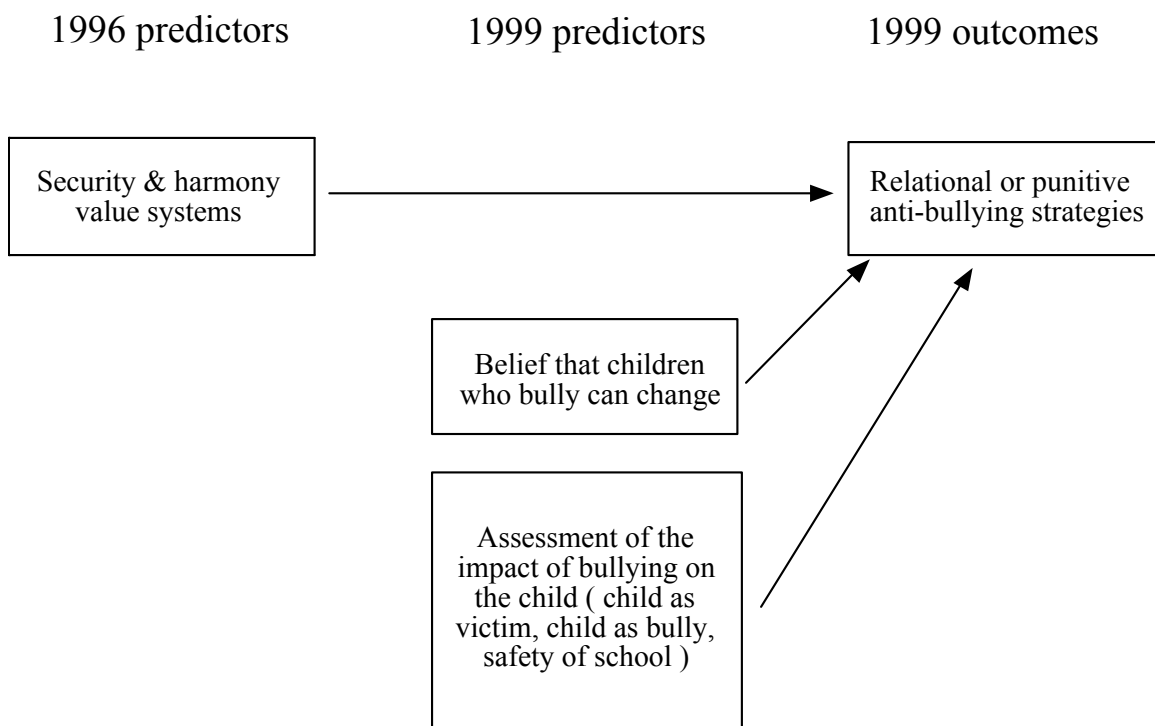 1996 predictors
1999 predictors
1999 outcomes
Security & harmony
value systems
Relational or punitive
anti-bullying strategies
Belief that children
who bully can change
Assessment of the
impact of bullying on
the child ( child as
victim, child as bully,
safety of school )